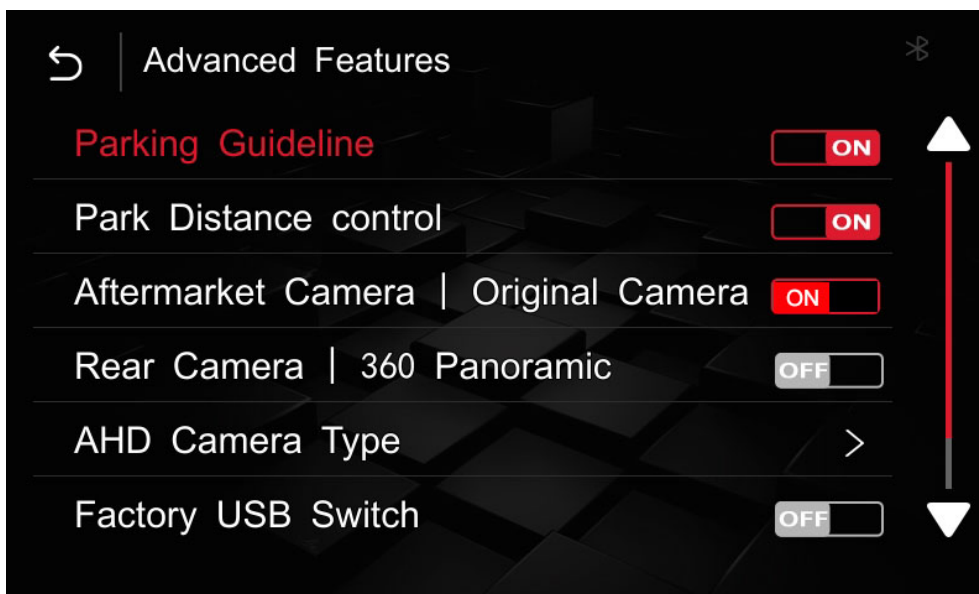 Advanced Features
Parking Guideline ON
Park Distance control ON
Aftermarket Camera | Original Camera ON
Rear Camera | 360 Panoramic OFF
AHD Camera Type >
Factory USB Switch OFF